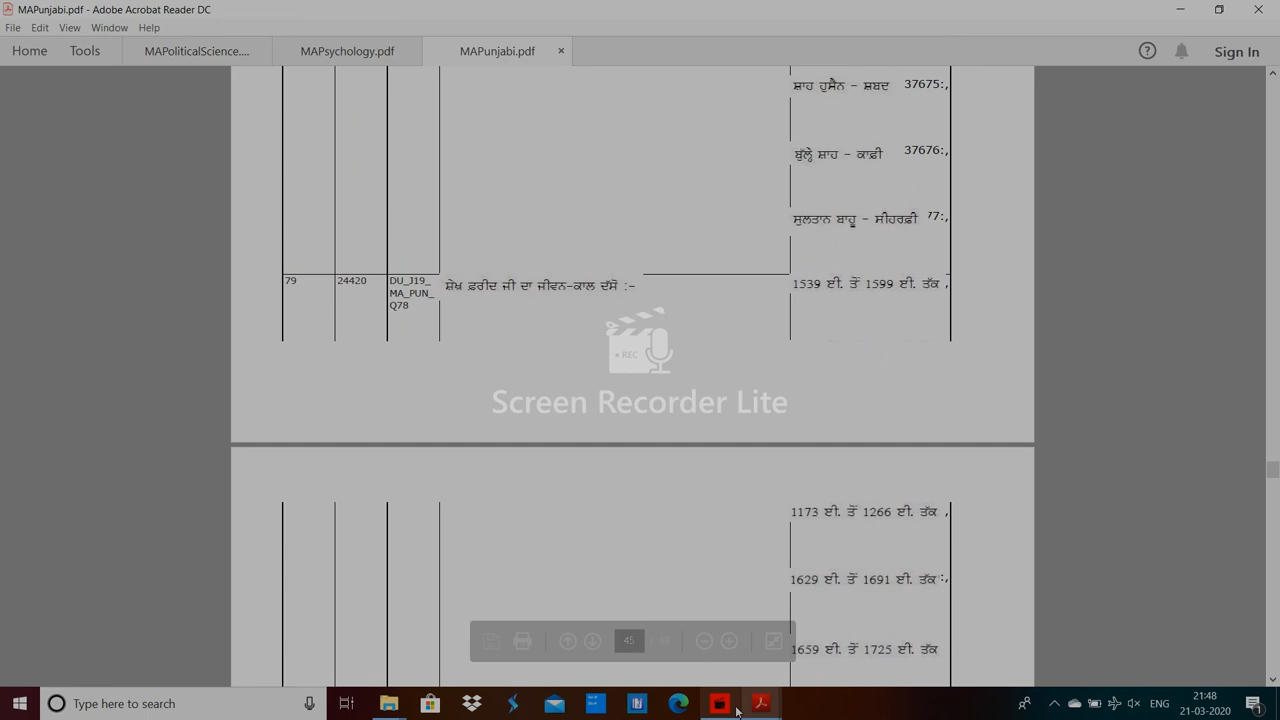 MAPunjabi.pdf - Adobe Acrobat Reader DC
File Edit View Window Help
Home Tools MAPoliticalScience.... MAPsychology.pdf MAPunjabi.pdf × Sign In
ਸ਼ਾਹ ਹੁਸੈਨ – ਸ਼ਬਦ 37675:,
ਬੁੱਲ੍ਹੇ ਸ਼ਾਹ – ਕਾਫ਼ੀ 37676:,
ਸੁਲਤਾਨ ਬਾਹੂ – ਸੀਹਰਫ਼ੀ 77:,
79 24420 DU_J19_ ਸ਼ੇਖ ਫ਼ਰੀਦ ਜੀ ਦਾ ਜੀਵਨ-ਕਾਲ ਦੱਸੋ :- 1539 ਈ. ਤੋਂ 1599 ਈ. ਤੱਕ ,
MA_PUN_
Q78
REC
Screen Recorder Lite
1173 ਈ. ਤੋਂ 1266 ਈ. ਤੱਕ ,
1629 ਈ. ਤੋਂ 1691 ਈ. ਤੱਕ :,
45
1659 ਈ. ਤੋਂ 1725 ਈ. ਤੱਕ
Type here to search ENG 21:48
21-03-2020